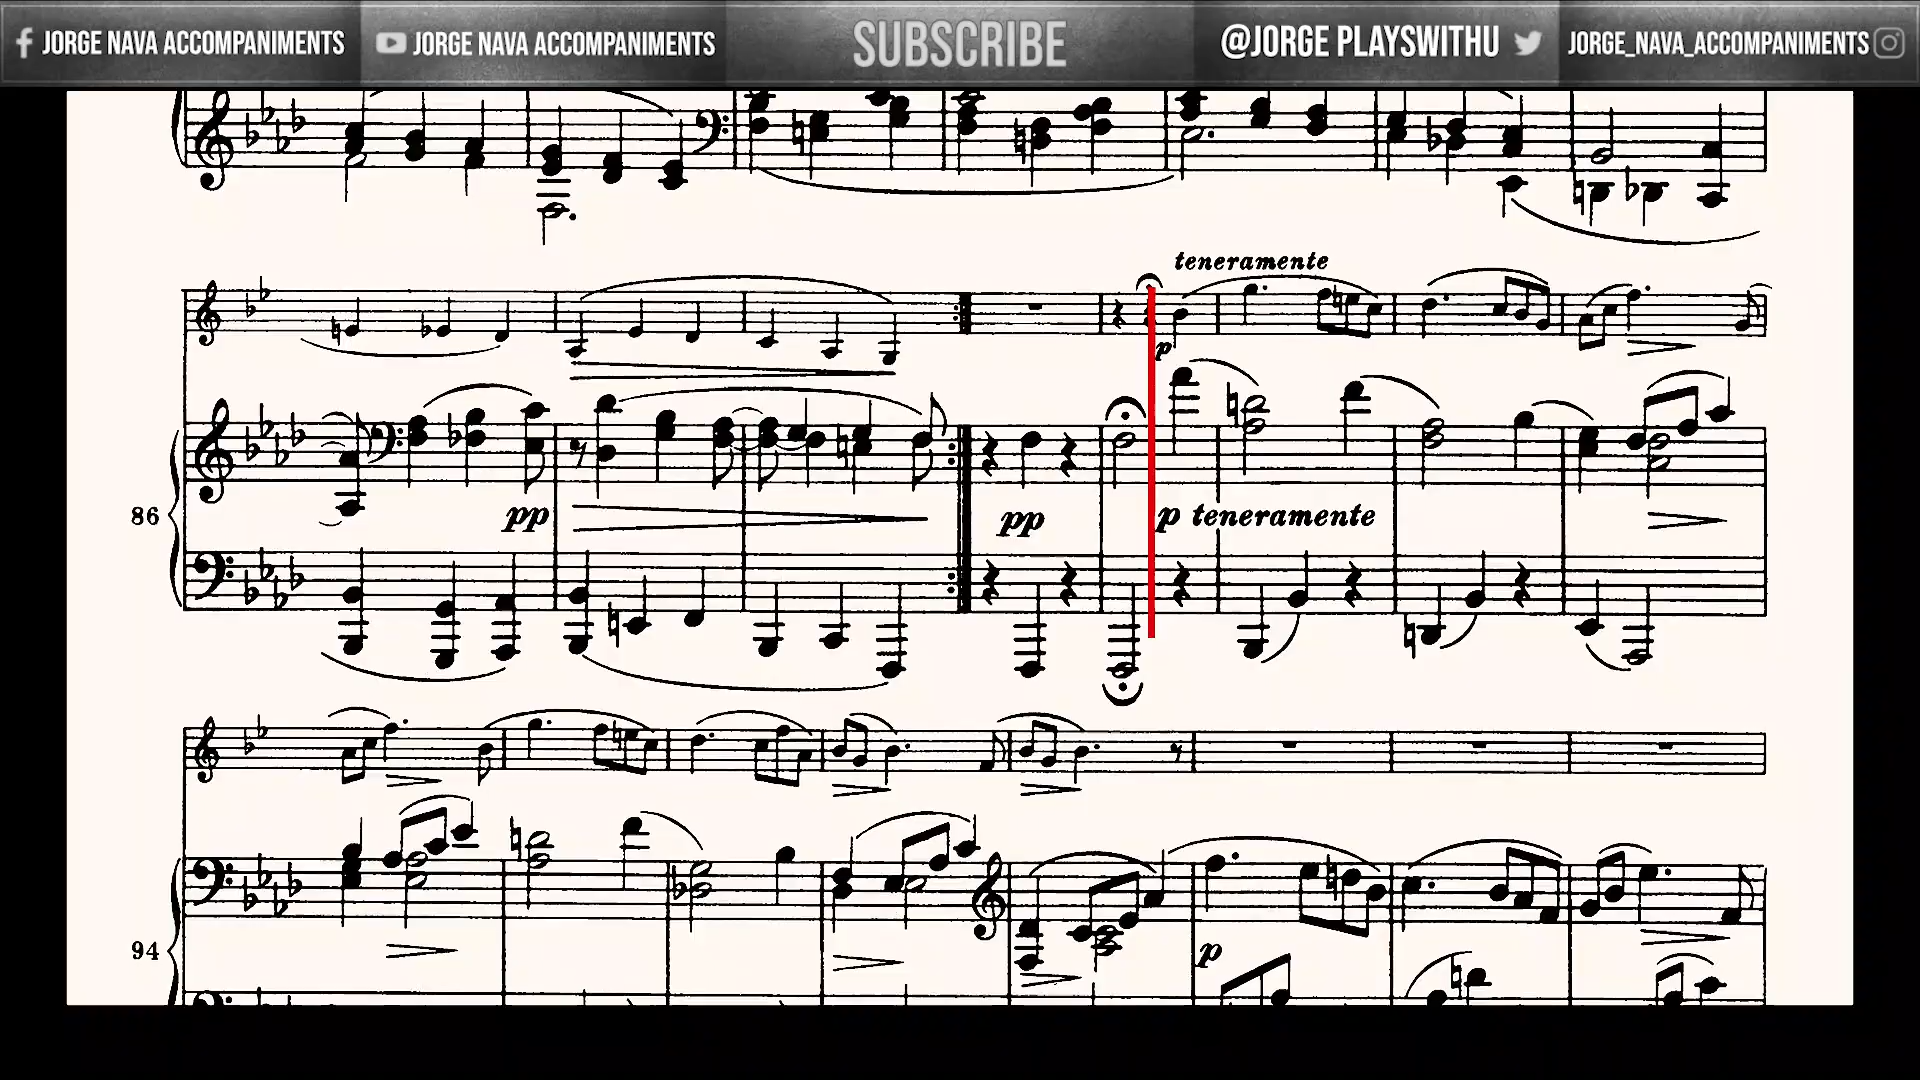 JORGE NAVA ACCOMPANIMENTS
JORGE NAVA ACCOMPANIMENTS
SUBSCRIBE
@JORGE PLAYSWITHU
JORGE_NAVA_ACCOMPANIMENTS
teneramente
p
86
pp
pp
p teneramente
94
p